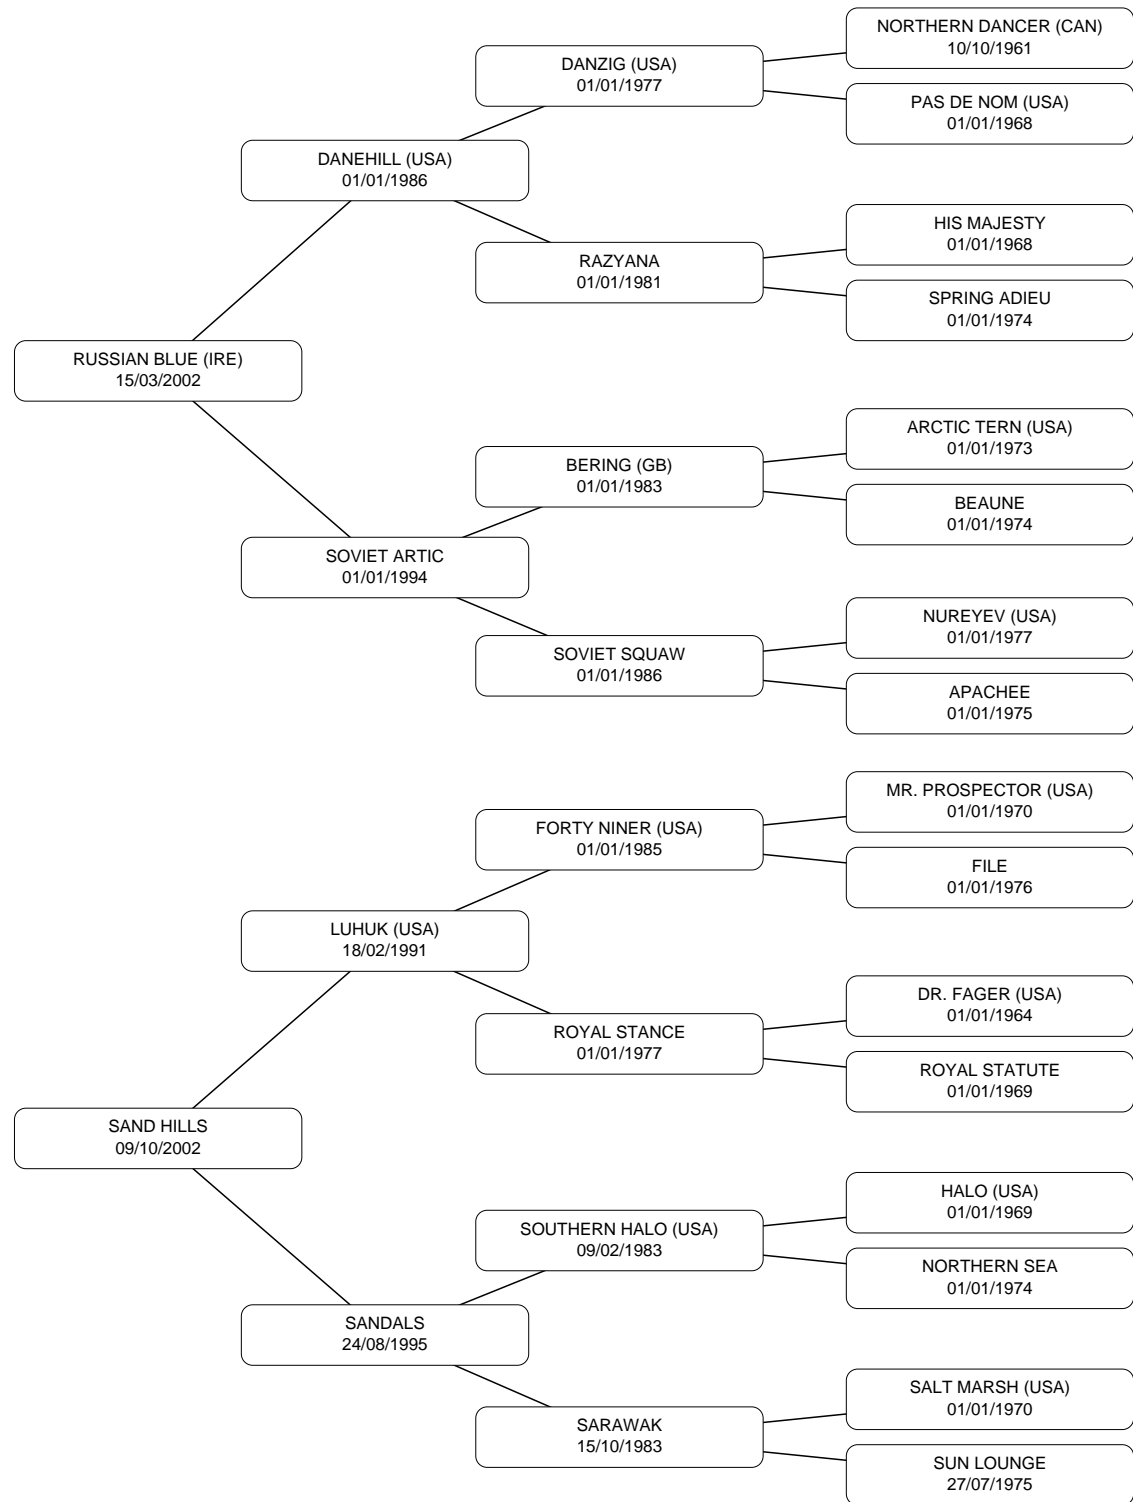 NORTHERN DANCER (CAN)
10/10/1961
DANZIG (USA)
01/01/1977
PAS DE NOM (USA)
01/01/1968
DANEHILL (USA)
01/01/1986
HIS MAJESTY
01/01/1968
RAZYANA
01/01/1981
SPRING ADIEU
01/01/1974
RUSSIAN BLUE (IRE)
15/03/2002
ARCTIC TERN (USA)
01/01/1973
BERING (GB)
01/01/1983
BEAUNE
01/01/1974
SOVIET ARTIC
01/01/1994
NUREYEV (USA)
01/01/1977
SOVIET SQUAW
01/01/1986
APACHEE
01/01/1975
MR. PROSPECTOR (USA)
01/01/1970
FORTY NINER (USA)
01/01/1985
FILE
01/01/1976
LUHUK (USA)
18/02/1991
DR. FAGER (USA)
01/01/1964
ROYAL STANCE
01/01/1977
ROYAL STATUTE
01/01/1969
SAND HILLS
09/10/2002
HALO (USA)
01/01/1969
SOUTHERN HALO (USA)
09/02/1983
NORTHERN SEA
01/01/1974
SANDALS
24/08/1995
SALT MARSH (USA)
01/01/1970
SARAWAK
15/10/1983
SUN LOUNGE
27/07/1975